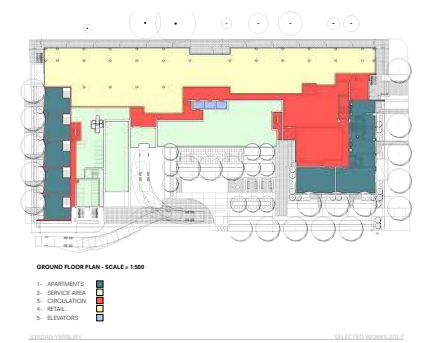 GROUND FLOOR PLAN - SCALE = 1:500
1- APARTMENTS
2- SERVICE AREA
3- CIRCULATION
4- RETAIL
5- ELEVATORS
JORDAN YERBURY
SELECTED WORKS 2017